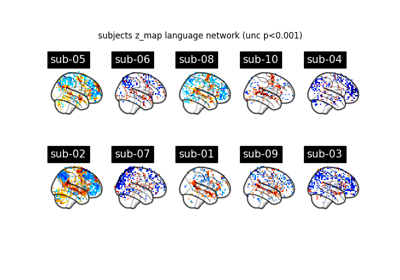 subjects z_map language network (unc p<0.001)
sub-05 sub-06 sub-08 sub-10 sub-04
sub-02 sub-07 sub-01 sub-09 sub-03